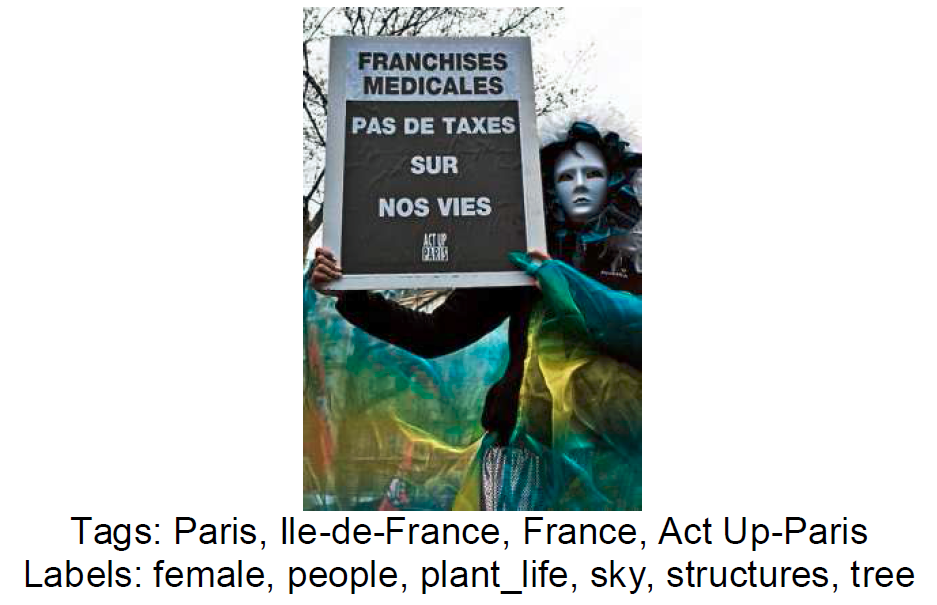 FRANCHISES
MEDICALES
PAS DE TAXES
SUR
NOS VIES
ACT UP
PARIS
Tags: Paris, Ile-de-France, France, Act Up-Paris
Labels: female, people, plant_life, sky, structures, tree